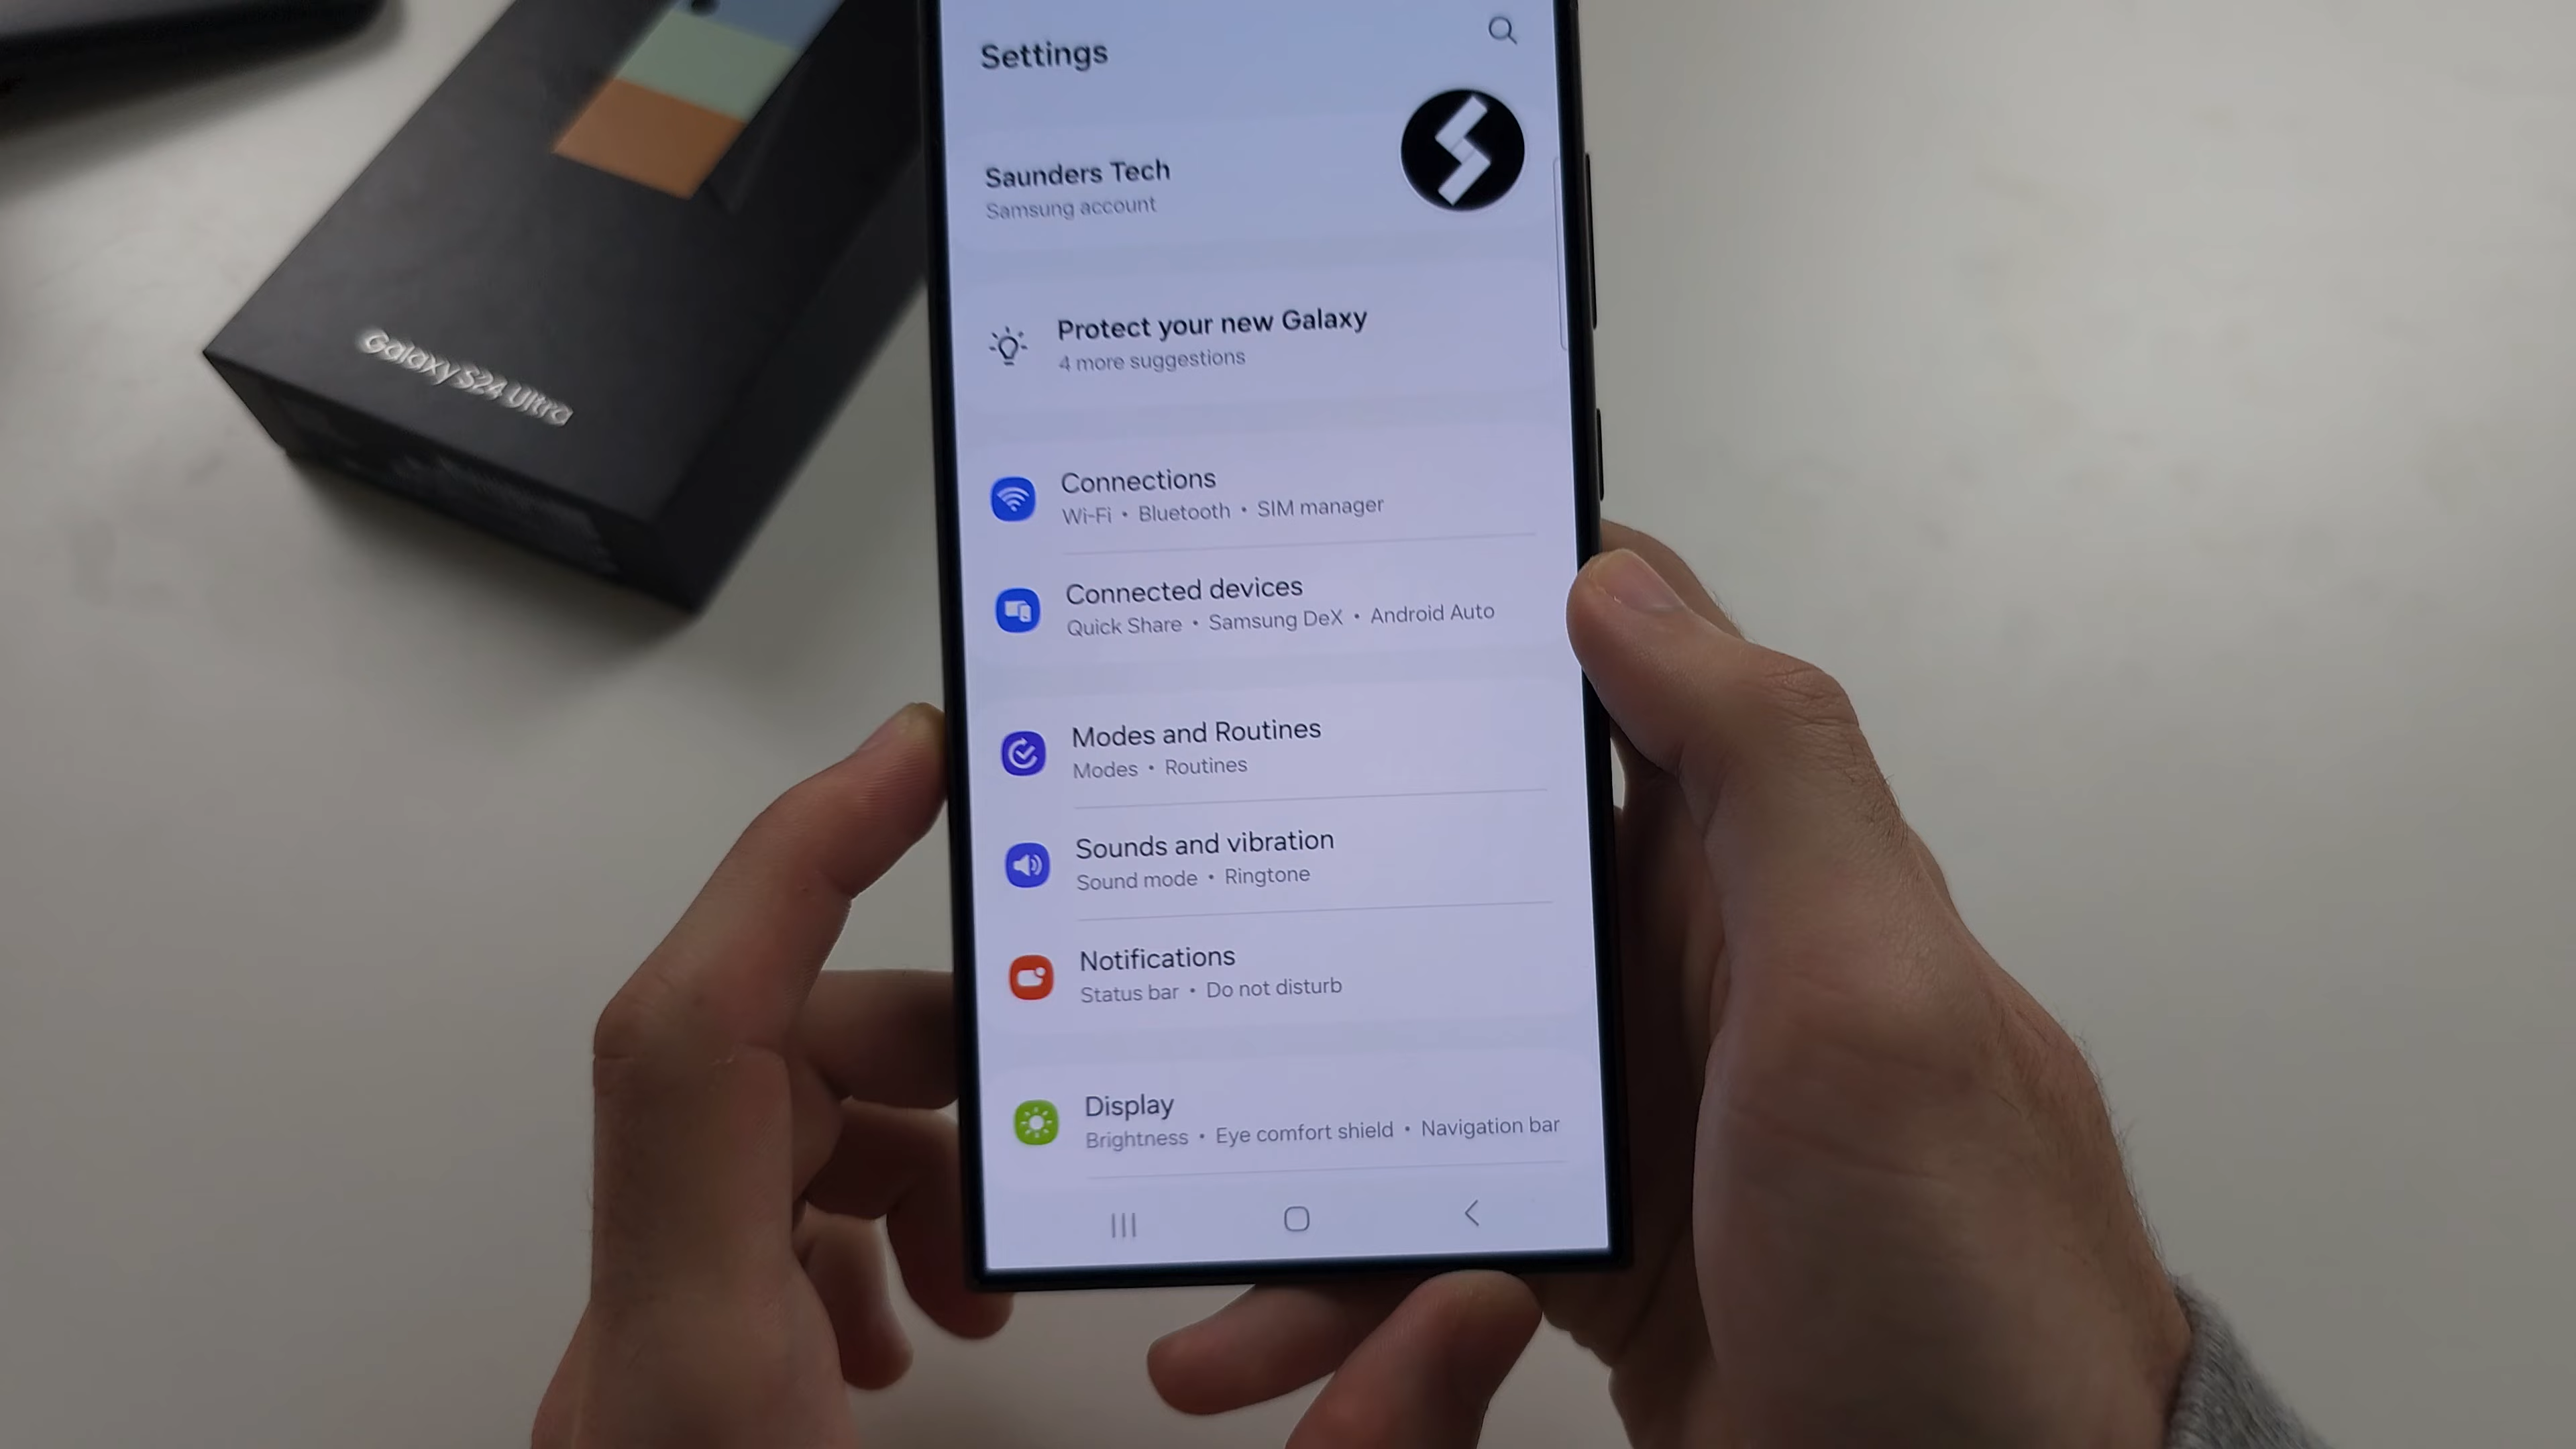 Settings
Saunders Tech
Samsung account
Protect your new Galaxy
4 more suggestions
Connections
Wi-Fi • Bluetooth • SIM manager
Connected devices
Quick Share • Samsung DeX • Android Auto
Modes and Routines
Modes • Routines
Sounds and vibration
Sound mode • Ringtone
Notifications
Status bar • Do not disturb
Display
Brightness • Eye comfort shield • Navigation bar
Galaxy S24 Ultra